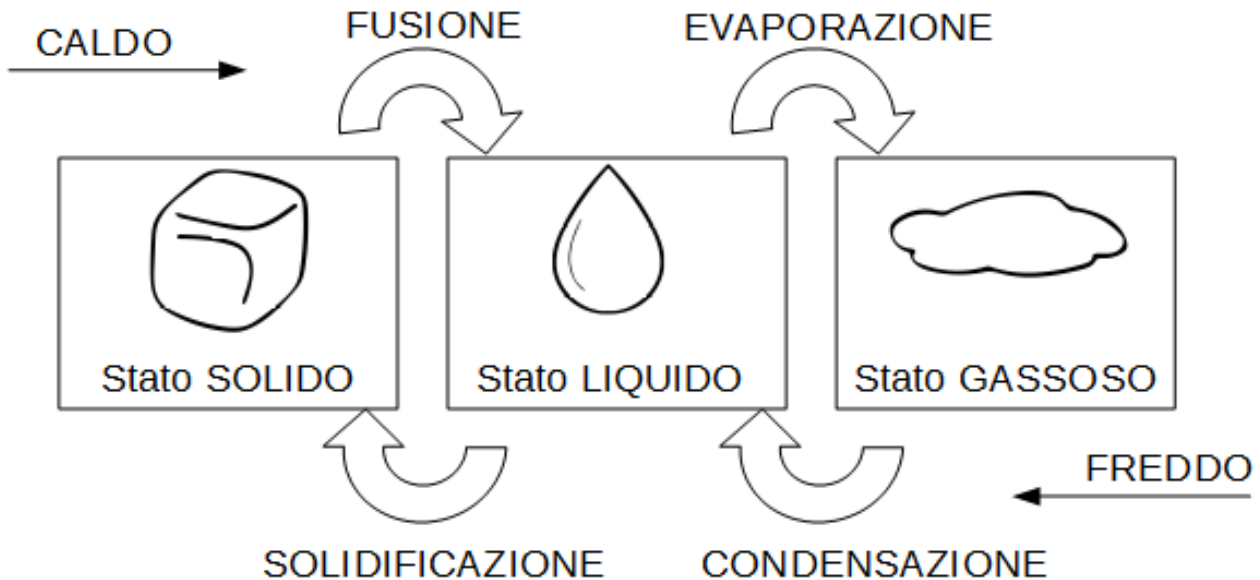 FUSIONE
EVAPORAZIONE
CALDO
Stato SOLIDO
Stato LIQUIDO
Stato GASSOSO
FREDDO
SOLIDIFICAZIONE
CONDENSAZIONE